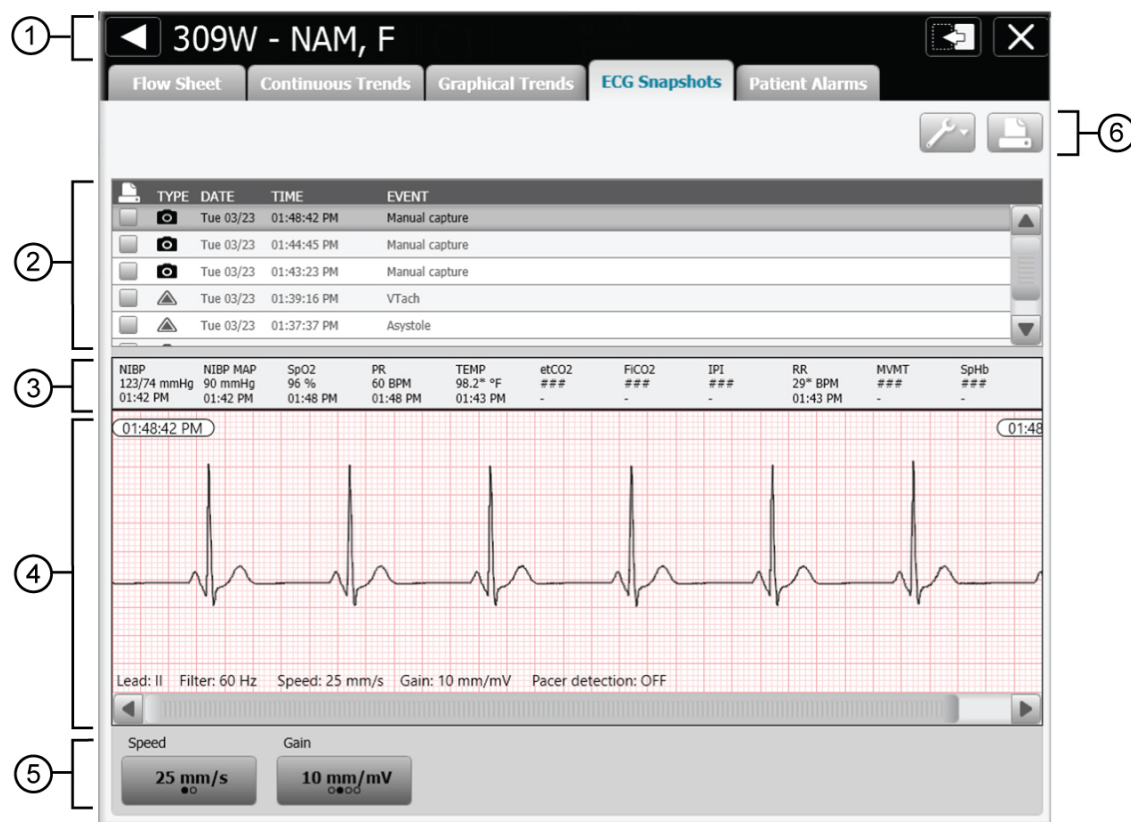 1
309W - NAM, F
Flow Sheet Continuous Trends Graphical Trends ECG Snapshots Patient Alarms
6
2
TYPE DATE TIME EVENT
Tue 03/23 01:48:42 PM Manual capture
Tue 03/23 01:44:45 PM Manual capture
Tue 03/23 01:43:23 PM Manual capture
Tue 03/23 01:39:16 PM VTach
Tue 03/23 01:37:37 PM Asystole
3
NIBP NIBP MAP SpO2 PR TEMP etCO2 FiCO2 IPI RR MVMT SpHb
123/74 mmHg 90 mmHg 96 % 60 BPM 98.2* °F ### ### ### 29* BPM ### ###
01:42 PM 01:42 PM 01:48 PM 01:48 PM 01:43 PM - - - 01:43 PM - -
4
01:48:42 PM 01:48
Lead: II Filter: 60 Hz Speed: 25 mm/s Gain: 10 mm/mV Pacer detection: OFF
5
Speed Gain
25 mm/s 10 mm/mV